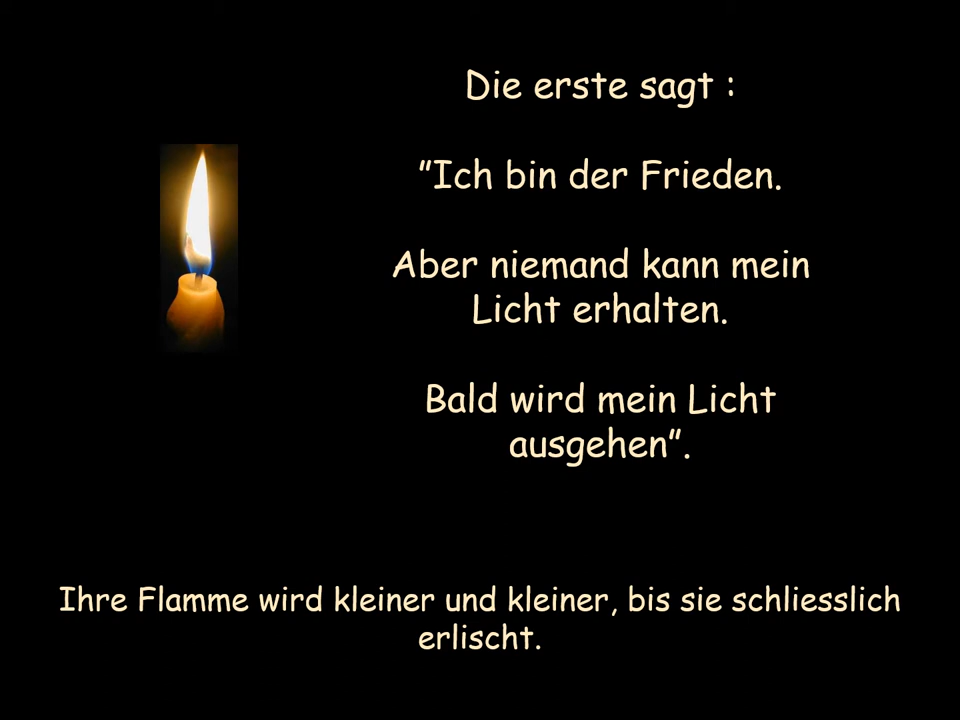 Die erste sagt :
”Ich bin der Frieden.
Aber niemand kann mein
Licht erhalten.
Bald wird mein Licht
ausgehen”.
Ihre Flamme wird kleiner und kleiner, bis sie schliesslich
erlischt.